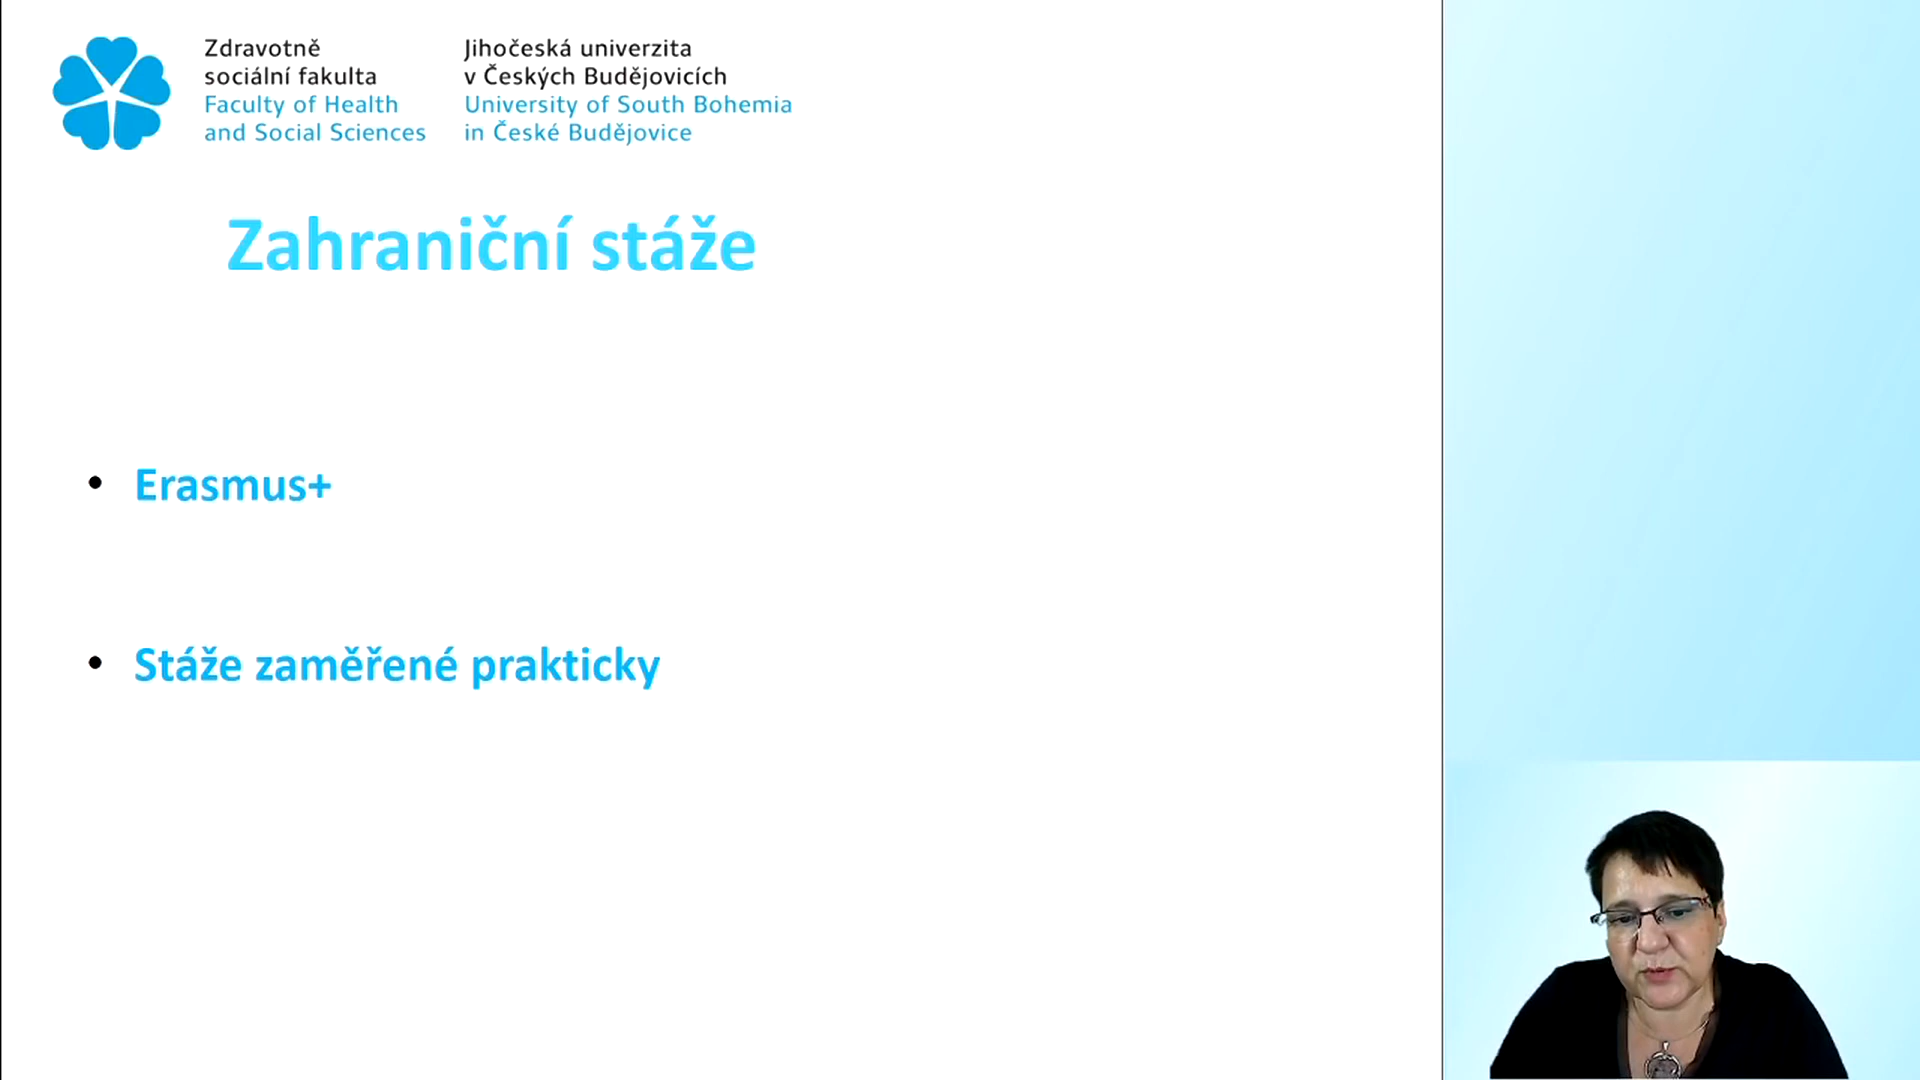 Zdravotně
sociální fakulta
Faculty of Health
and Social Sciences
Jihočeská univerzita
v Českých Budějovicích
University of South Bohemia
in České Budějovice
Zahraniční stáže
• Erasmus+
• Stáže zaměřené prakticky